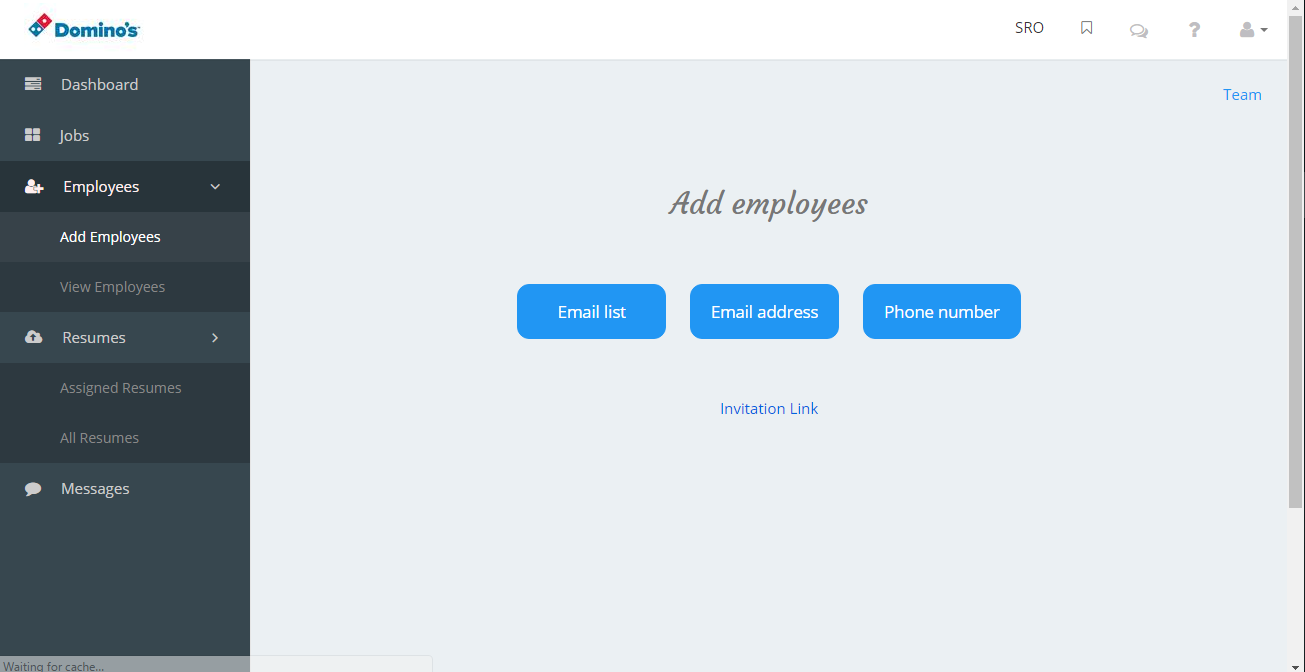 Domino's
SRO
?
Dashboard
Team
Jobs
Employees
Add employees
Add Employees
View Employees
Email list
Email address
Phone number
Resumes
Assigned Resumes
Invitation Link
All Resumes
Messages
Waiting for cache...